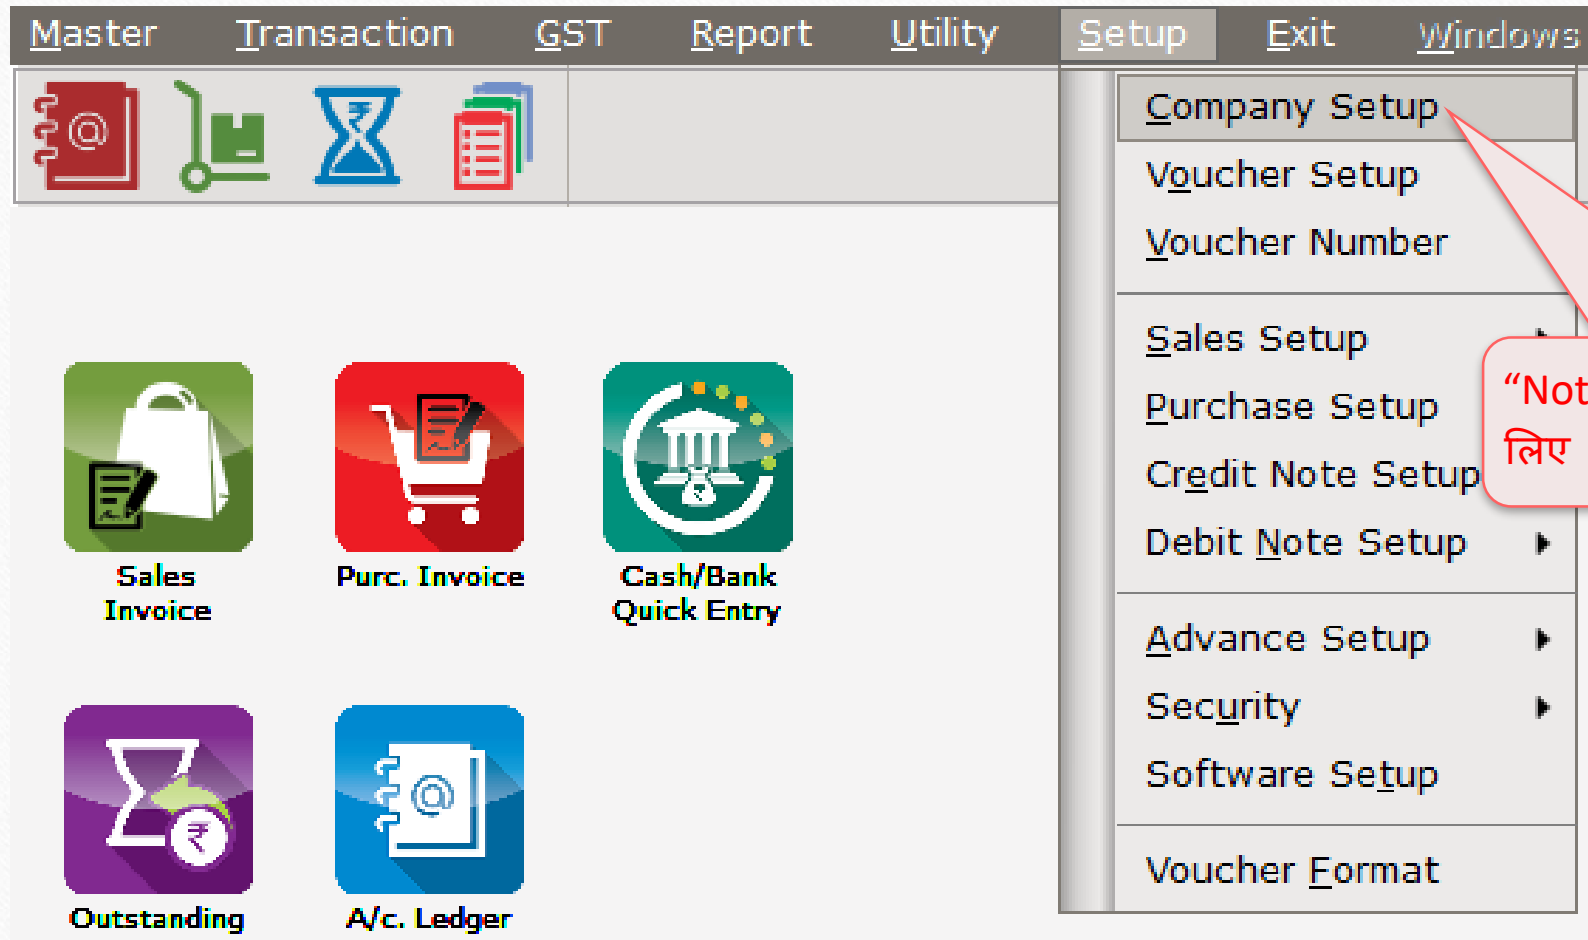 Master Transaction GST Report Utility Setup Exit Windows
Company Setup
Voucher Setup
Voucher Number
Sales Setup
Purchase Setup
Credit Note Setup
Debit Note Setup
Advance Setup
Security
Software Setup
Voucher Format
“Not
लिए
Sales
Invoice
Purc. Invoice
Cash/Bank
Quick Entry
Outstanding
A/c. Ledger